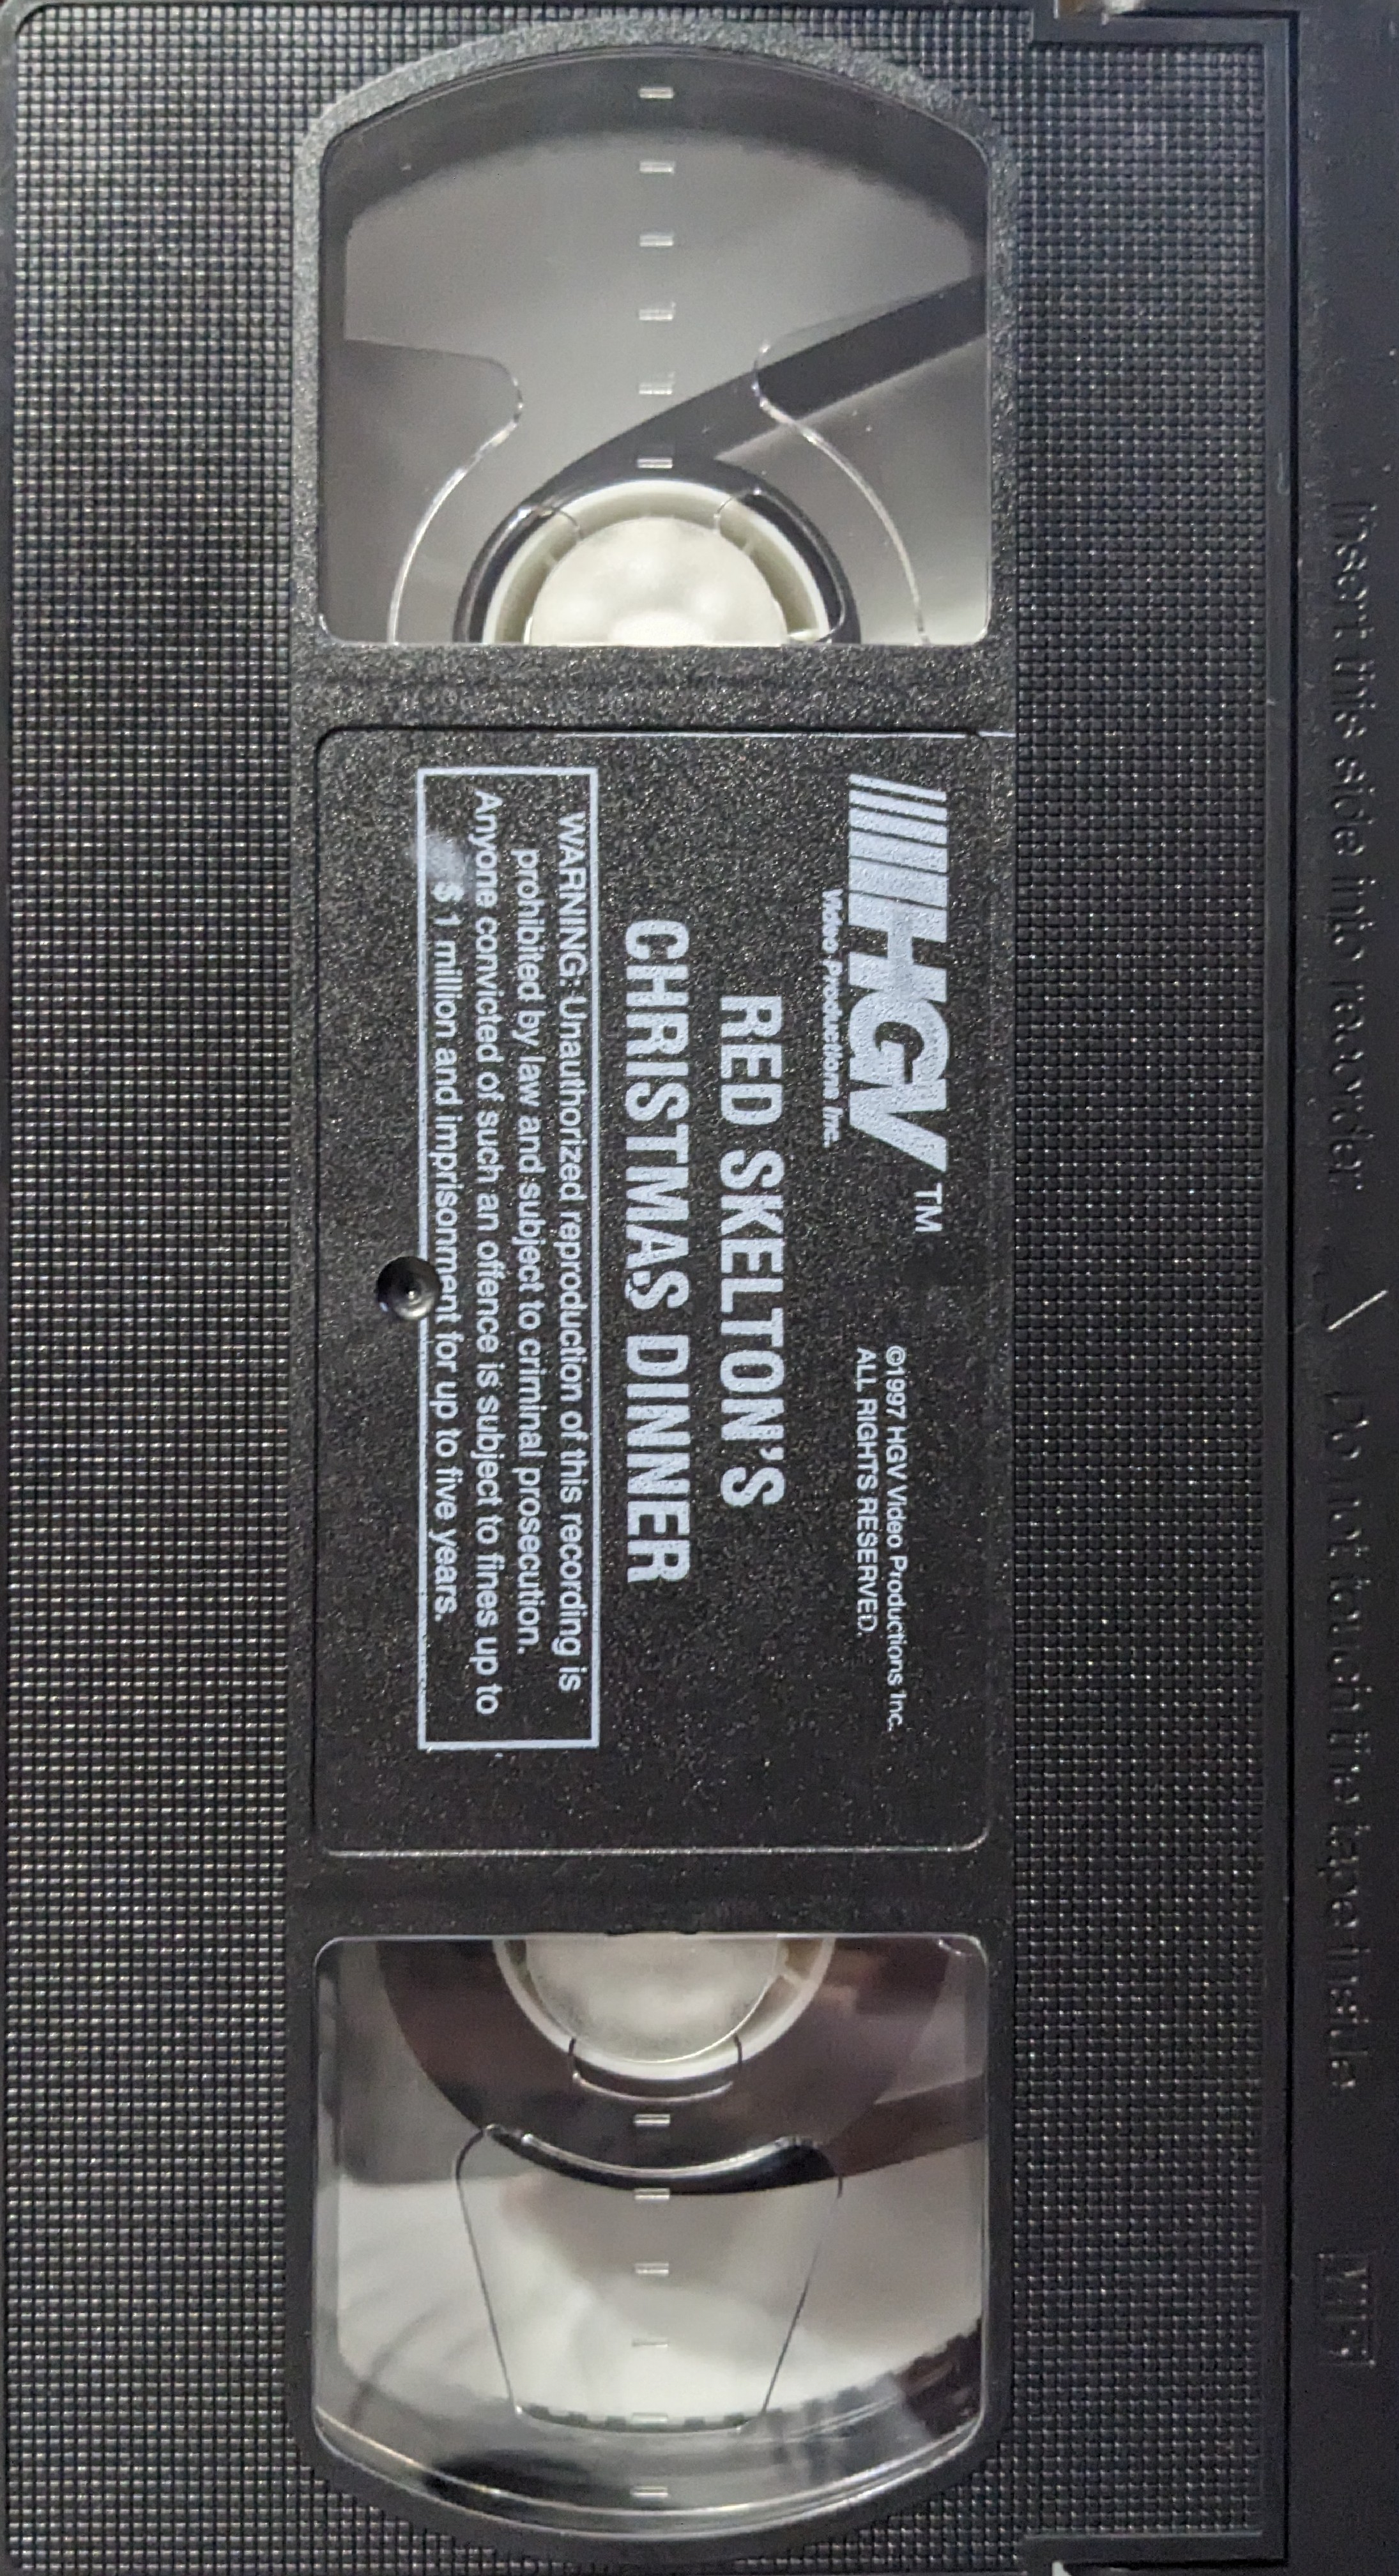 Insert this side into recorder
Do not touch the tape inside
VHS
HGV™
Video Productions Inc.
©1997 HGV Video Productions Inc.
ALL RIGHTS RESERVED.
RED SKELTON'S
CHRISTMAS DINNER
WARNING: Unauthorized reproduction of this recording is
prohibited by law and subject to criminal prosecution.
Anyone convicted of such an offence is subject to fines up to
$1 million and imprisonment for up to five years.